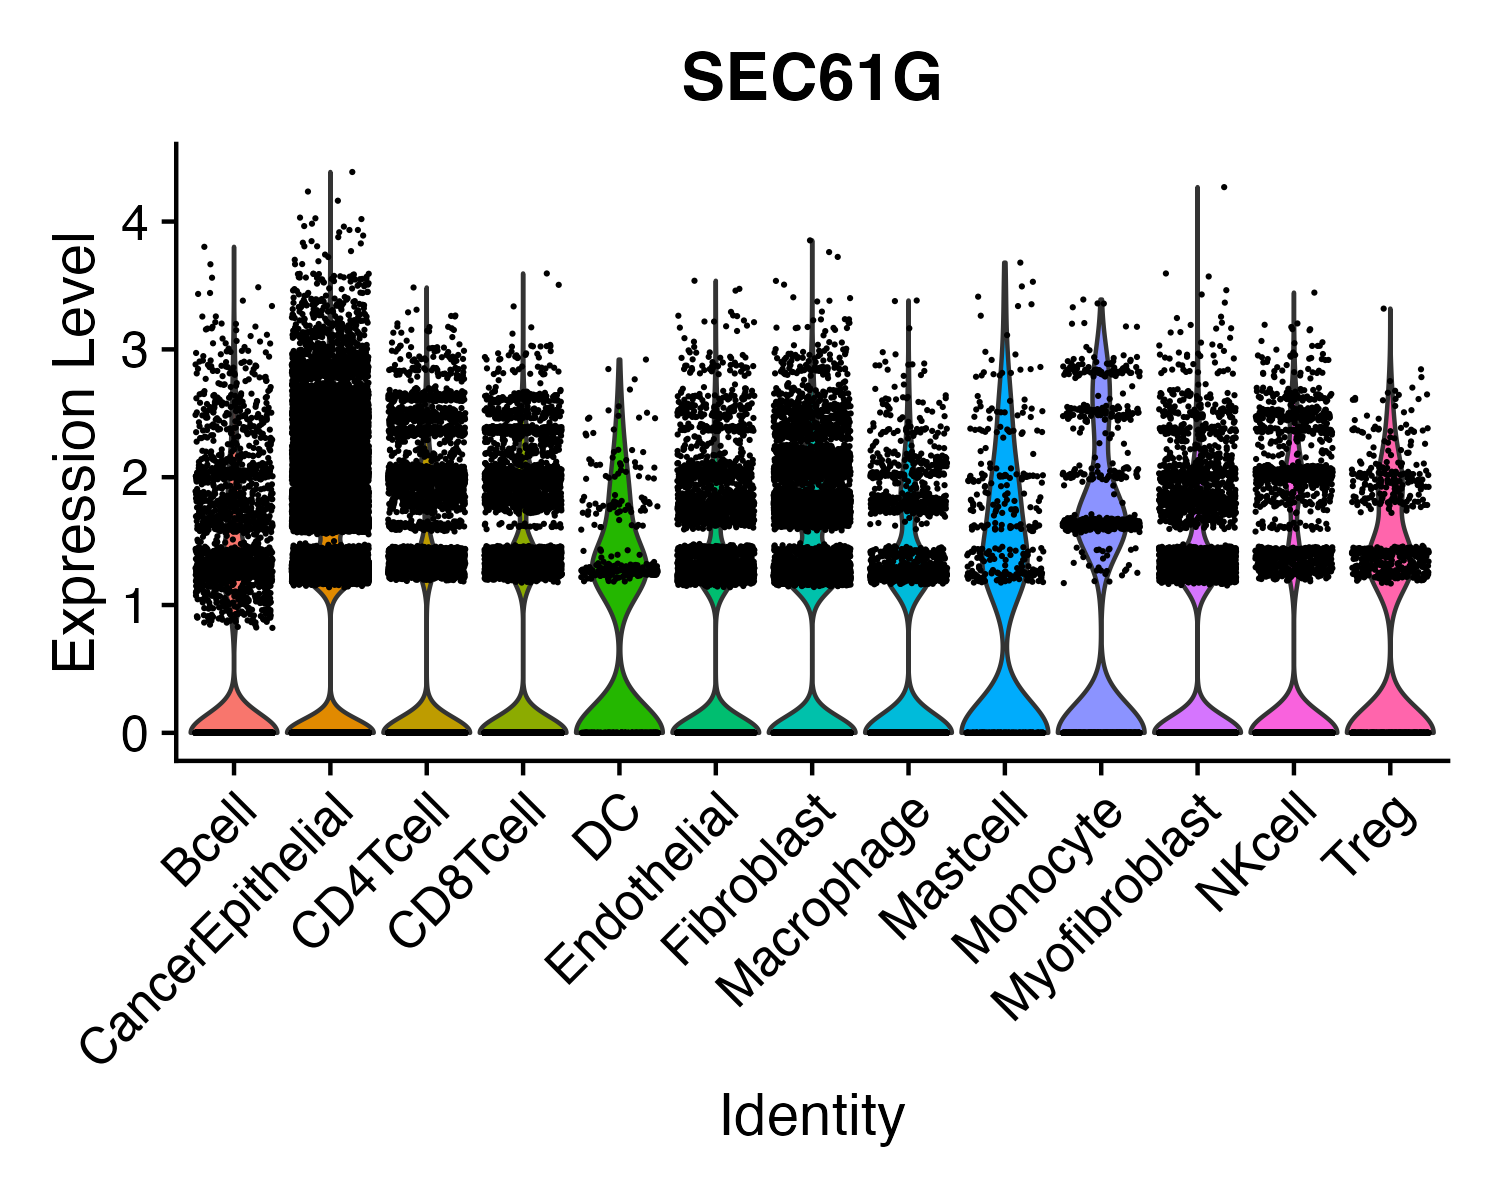 SEC61G
Expression Level
4
3
2
1
0
Bcell
CancerEpithelial
CD4Tcell
CD8Tcell
DC
Endothelial
Fibroblast
Macrophage
Mastcell
Monocyte
Myofibroblast
NKcell
Treg
Identity